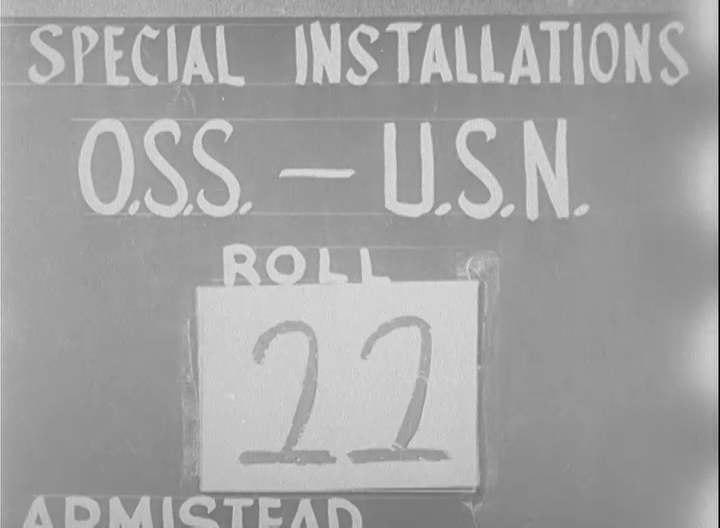 SPECIAL INSTALLATIONS
O.S.S. — U.S.N.
ROLL
22
ARMISTEAD